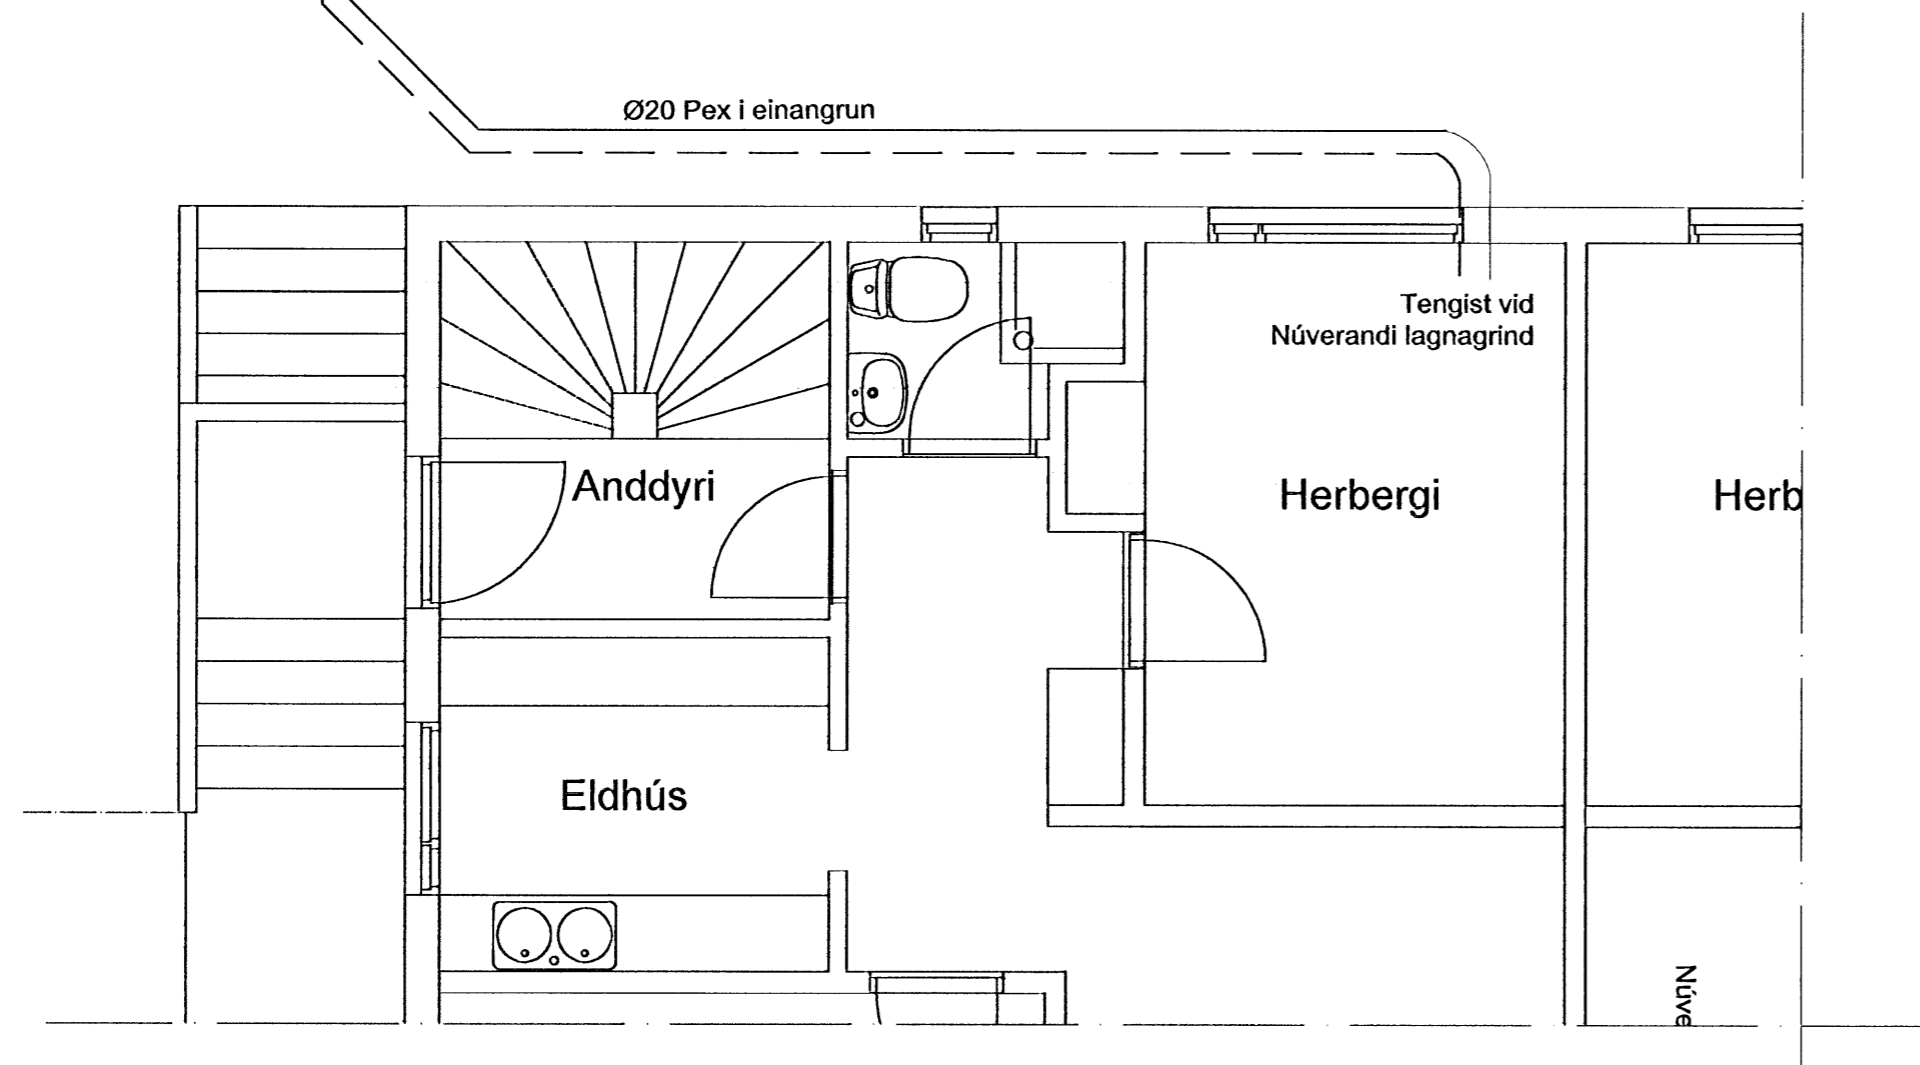 Ø20 Pex i einangrun
Tengist vid
Núverandi lagnagrind
Anddyri
Herbergi
Herb
Eldhús
Núve